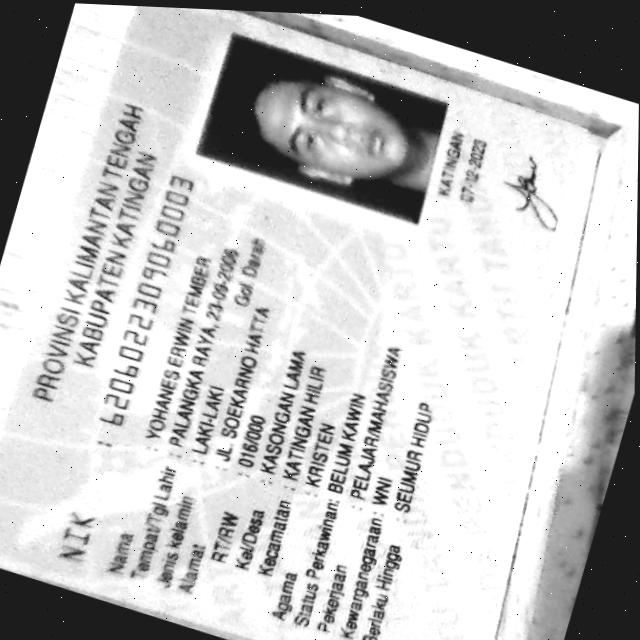 PROVINSI KALIMANTAN TENGAH
KABUPATEN KATINGAN
NIK : 6206022309060003
Nama : YOHANES ERWIN TEMBER
Tempat/Tgl Lahir : PALANGKA RAYA, 23-09-2006
Jenis kelamin : LAKI-LAKI Gol Darah
Alamat : JL. SOEKARNO HATTA
RT/RW 016/000
Kel/Desa : KASONGAN LAMA
Kecamatan : KATINGAN HILIR
Agama : KRISTEN
Status Perkawinan: BELUM KAWIN
Pekerjaan : PELAJAR/MAHASISWA
Kewarganegaraan: WNI
Berlaku Hingga : SEUMUR HIDUP
KATINGAN
07-12-2023